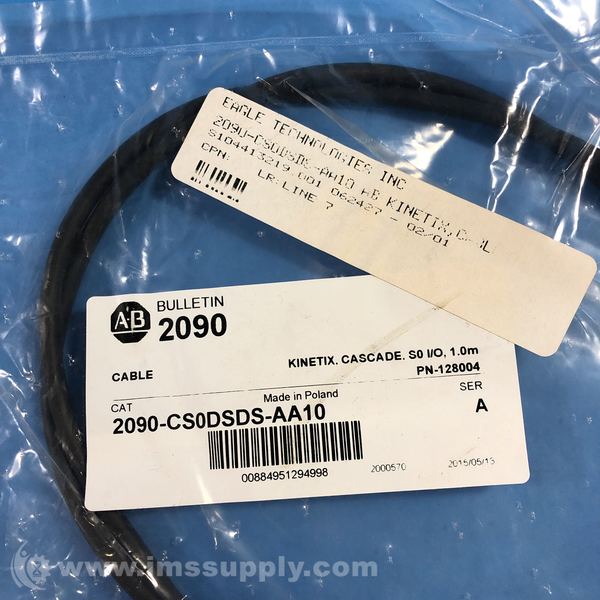 EAGLE TECHNOLOGIES INC
2090-CS0DSDS-AA10 AB KINETIX,
S104413219.001 062427 - 02/01
CPN:
LR:LINE 7
A-B
BULLETIN
2090
CABLE
KINETIX, CASCADE, S0 I/O, 1.0m
PN-128004
Made in Poland
CAT
SER
2090-CS0DSDS-AA10
A
00884951294998
2000570
2015/05/13
www.imssupply.com